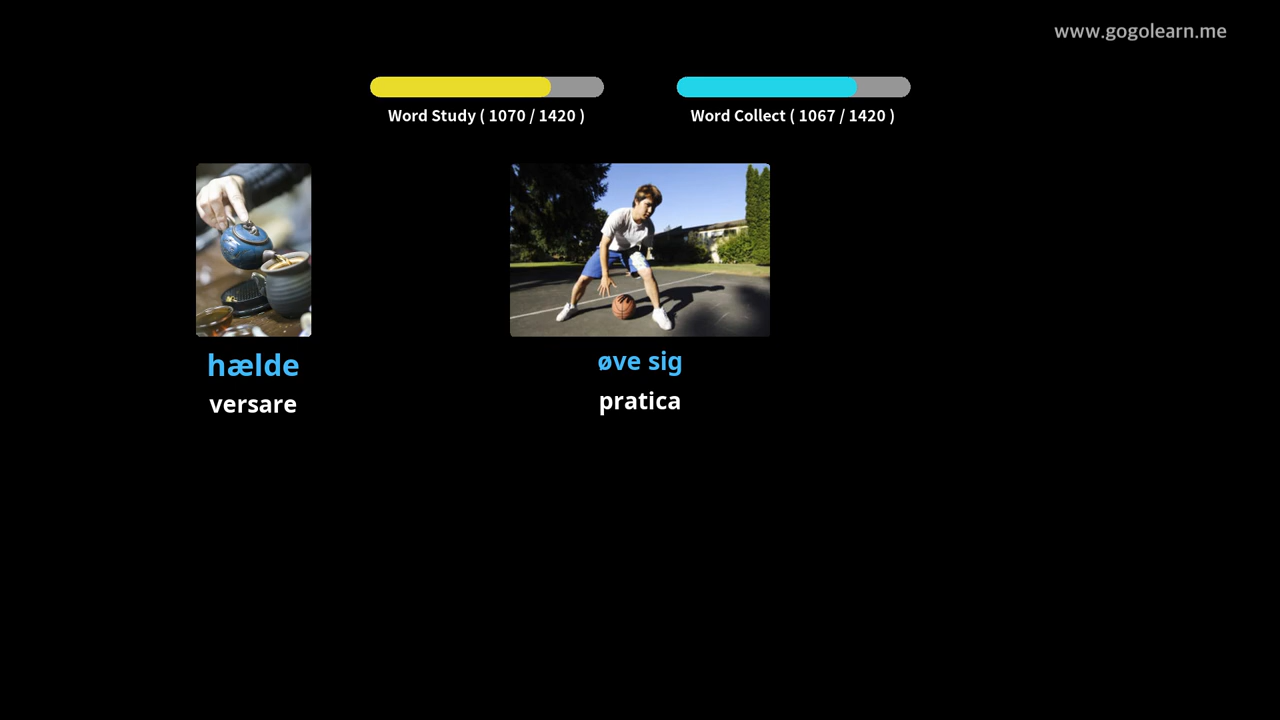 www.gogolearn.me
Word Study ( 1070 / 1420 )
Word Collect ( 1067 / 1420 )
hælde
versare
øve sig
pratica